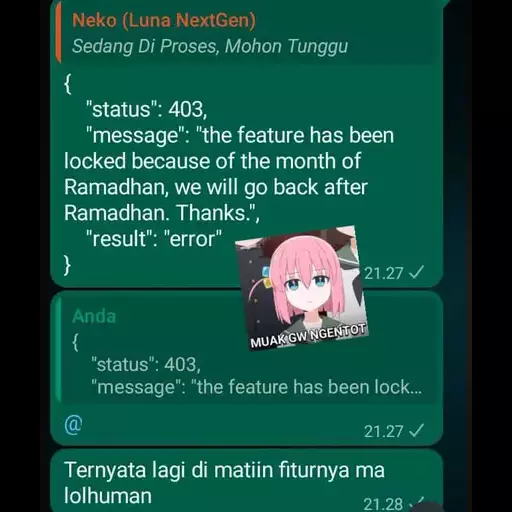 Neko (Luna NextGen)
Sedang Di Proses, Mohon Tunggu
{
"status": 403,
"message": "the feature has been
locked because of the month of
Ramadhan, we will go back after
Ramadhan. Thanks.",
"result": "error"
}
21.27
MUAK GW NGENTOT
Anda
{
"status": 403,
"message": "the feature has been lock...
@
21.27
Ternyata lagi di matiin fiturnya ma
lolhuman
21.28